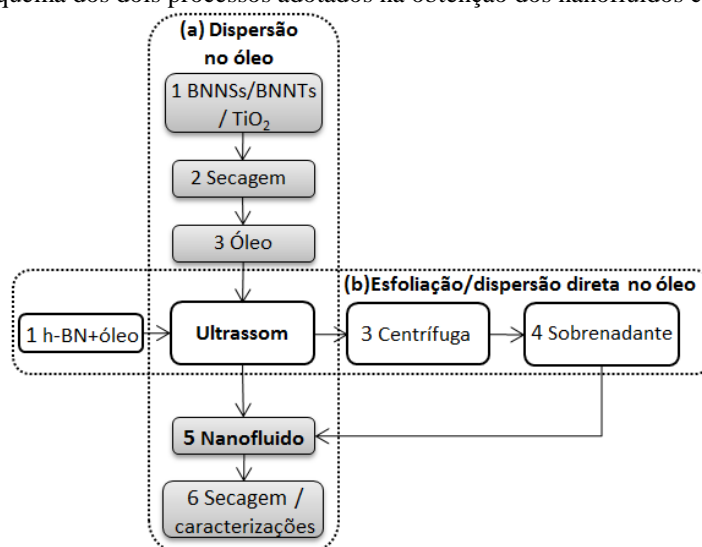 dos dois processos adotados na obtenção dos nanofluidos
(a) Dispersão
no óleo
1 BNNSs/BNNTs
/ TiO₂
2 Secagem
3 Óleo
(b)Esfoliação/dispersão direta no óleo
1 h-BN+óleo
Ultrassom
3 Centrífuga
4 Sobrenadante
5 Nanofluido
6 Secagem /
caracterizações